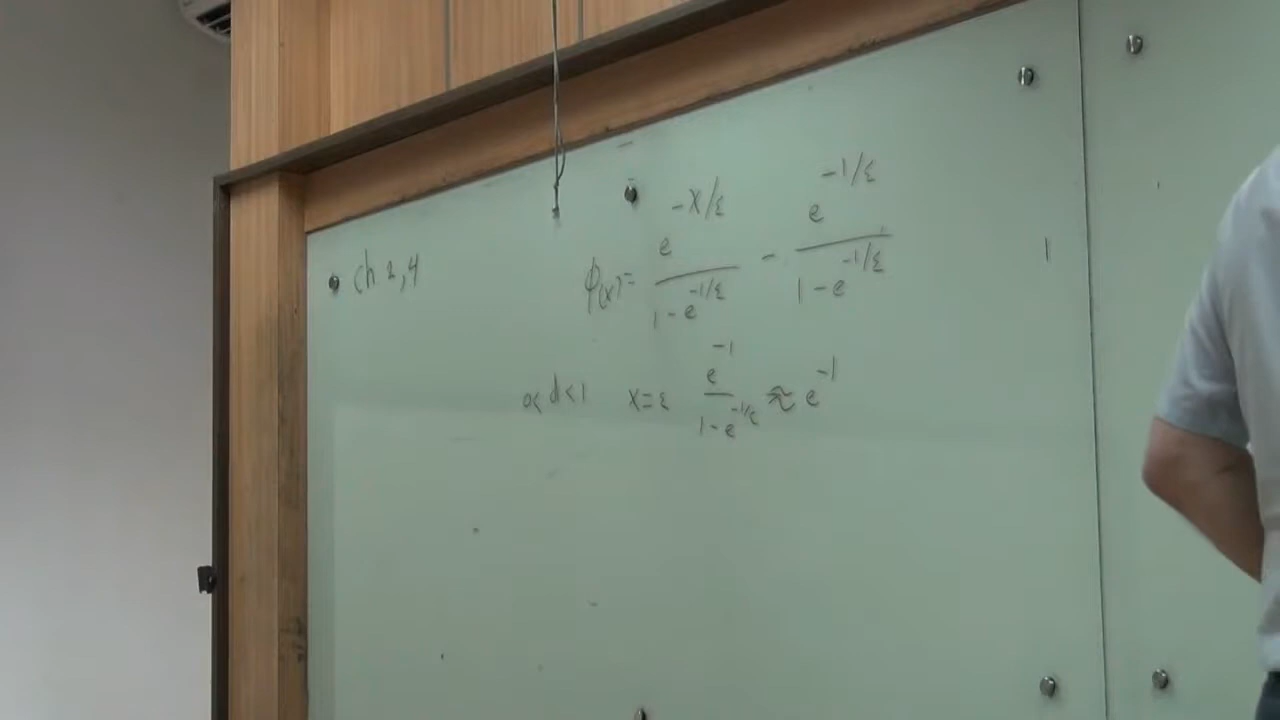 ch 2,4
ϕ(x) = e^{-x/ε} / (1-e^{-1/ε}) - e^{-1/ε} / (1-e^{-1/ε})
0<d<1 x=ε e^{-1} / (1-e^{-1/ε}) ≈ e^{-1}